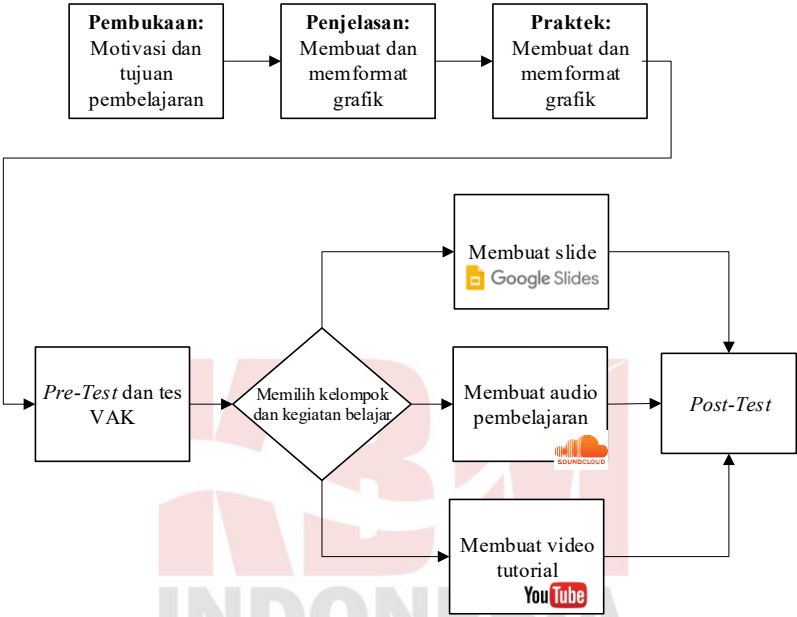 Pembukaan:
Motivasi dan
tujuan
pembelajaran
Penjelasan:
Membuat dan
memformat
grafik
Praktek:
Membuat dan
memformat
grafik
Membuat slide
Google Slides
Pre-Test dan tes
VAK
Memilih kelompok
dan kegiatan belajar
Membuat audio
pembelajaran
SOUNDCLOUD
Post-Test
Membuat video
tutorial
YouTube
INDONESIA